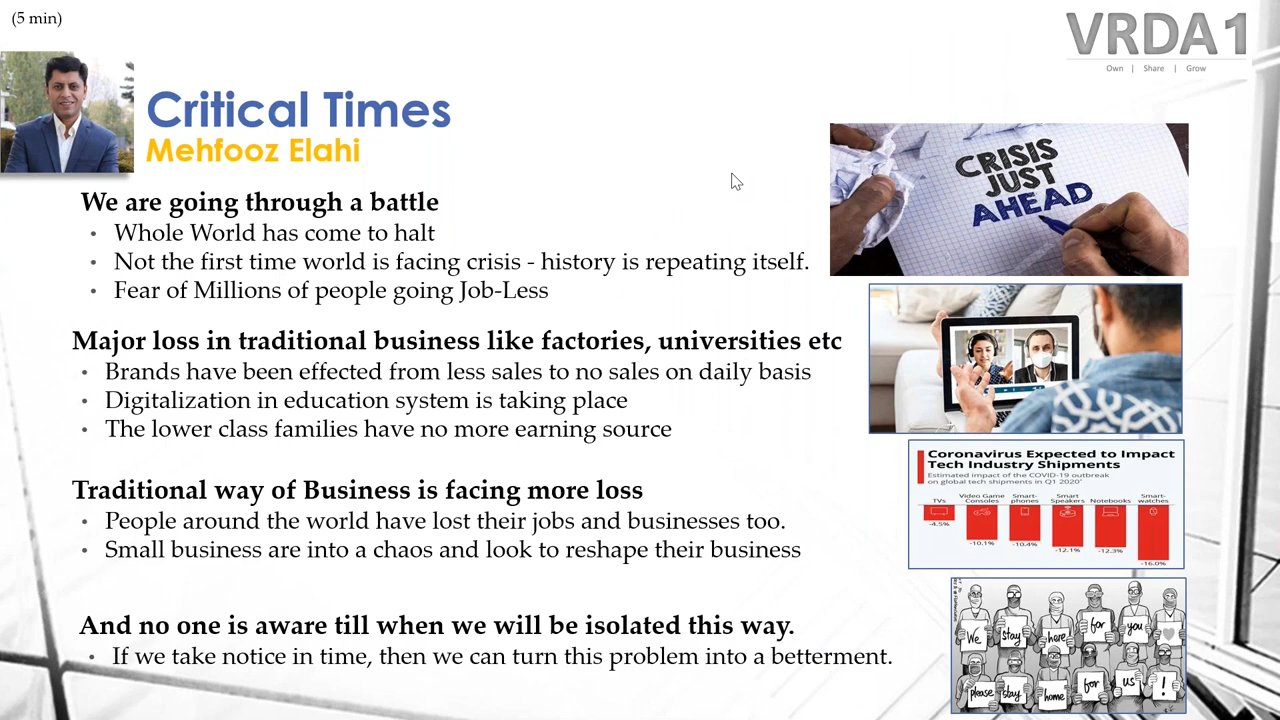 (5 min)
VRDA1
Own | Share | Grow
Critical Times
Mehfooz Elahi
We are going through a battle
• Whole World has come to halt
• Not the first time world is facing crisis - history is repeating itself.
• Fear of Millions of people going Job-Less
Major loss in traditional business like factories, universities etc
• Brands have been effected from less sales to no sales on daily basis
• Digitalization in education system is taking place
• The lower class families have no more earning source
Traditional way of Business is facing more loss
• People around the world have lost their jobs and businesses too.
• Small business are into a chaos and look to reshape their business
And no one is aware till when we will be isolated this way.
• If we take notice in time, then we can turn this problem into a betterment.
CRISIS
JUST
AHEAD
Coronavirus Expected to Impact
Tech Industry Shipments
Estimated impact of the COVID-19 outbreak
on global tech shipments in Q1 2020*
TVs Video Game Consoles Smart-phones Smart Speakers Notebooks Smart-watches
-4.5% -10.1% -10.4% -12.1% -12.3% -16.0%
We stay here for you
please stay home for us !